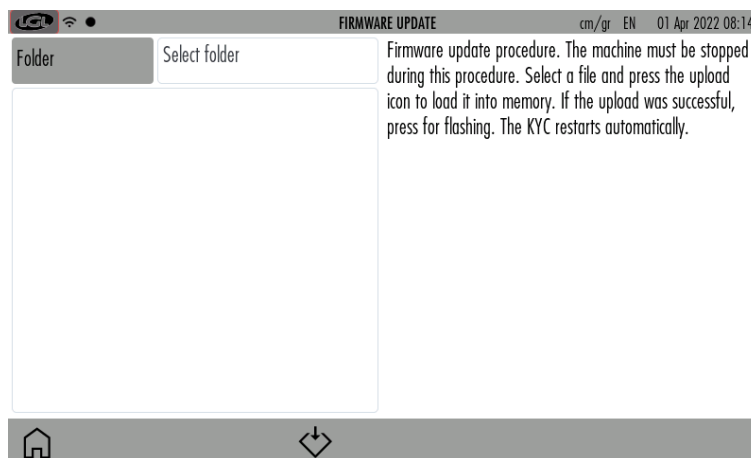 LGL FIRMWARE UPDATE cm/gr EN 01 Apr 2022 08:14
Folder Select folder
Firmware update procedure. The machine must be stopped
during this procedure. Select a file and press the upload
icon to load it into memory. If the upload was successful,
press for flashing. The KYC restarts automatically.